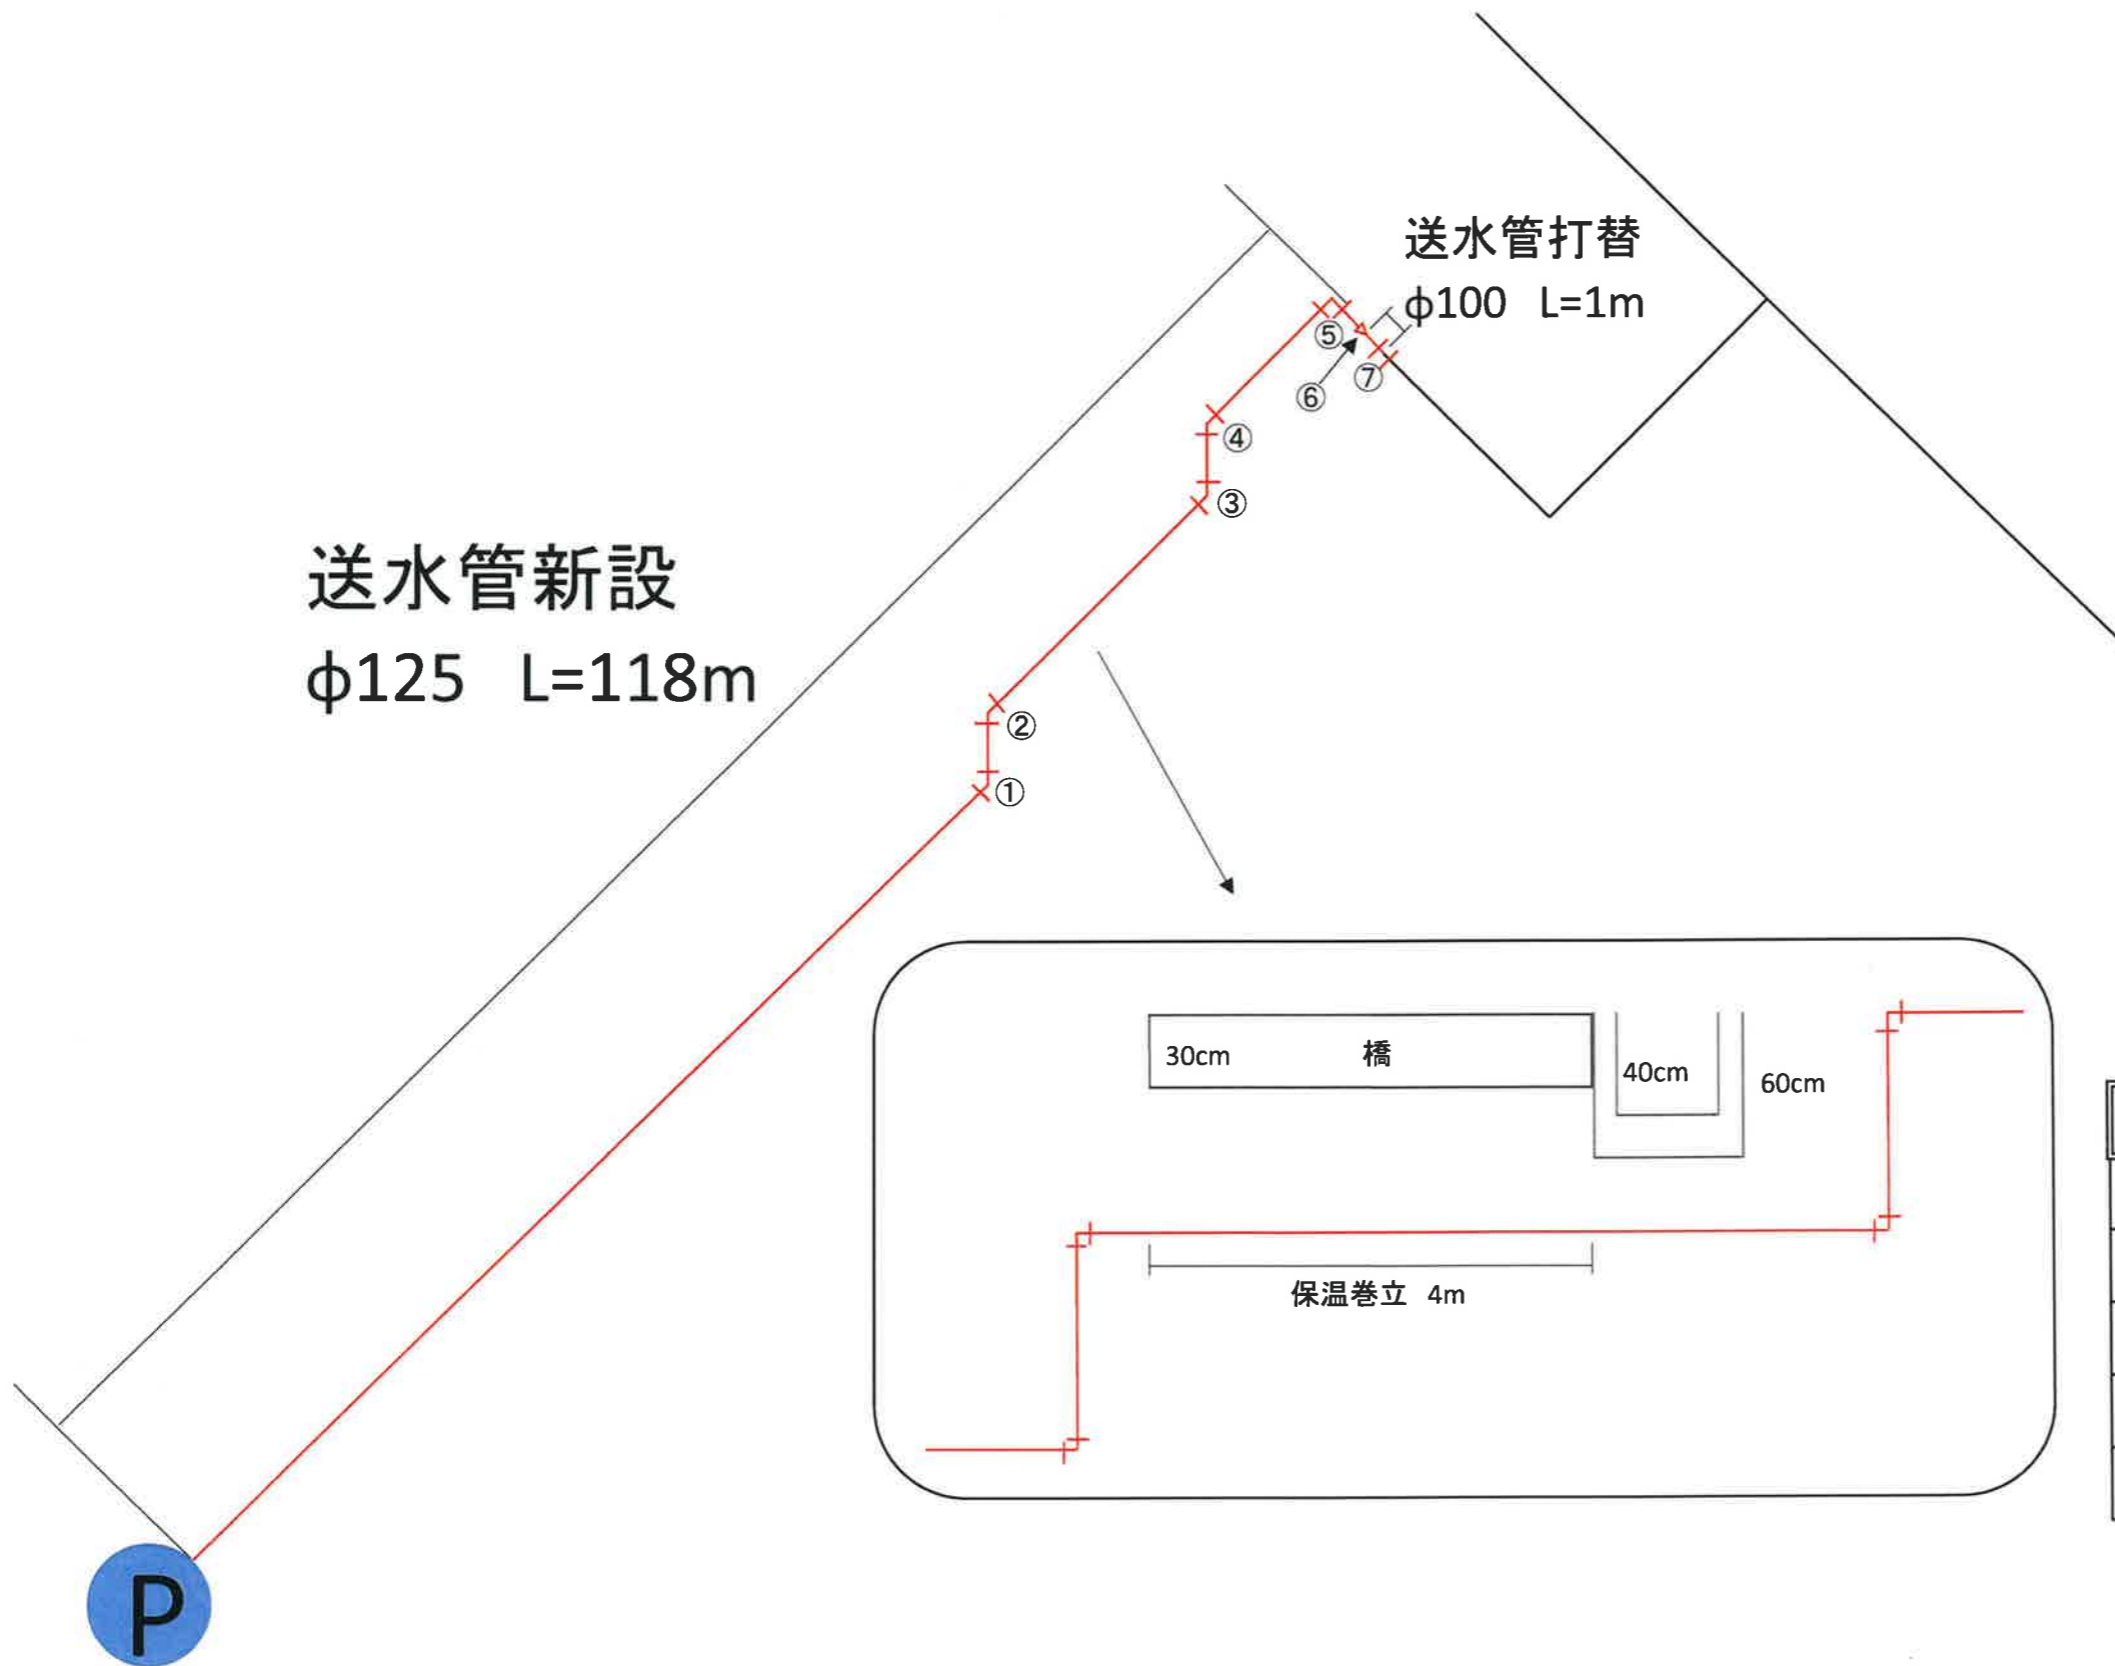 送水管打替
φ100 L=1m
⑤
⑥
⑦
④
③
送水管新設
φ125 L=118m
②
①
30cm 橋 40cm 60cm
保温巻立 4m
P